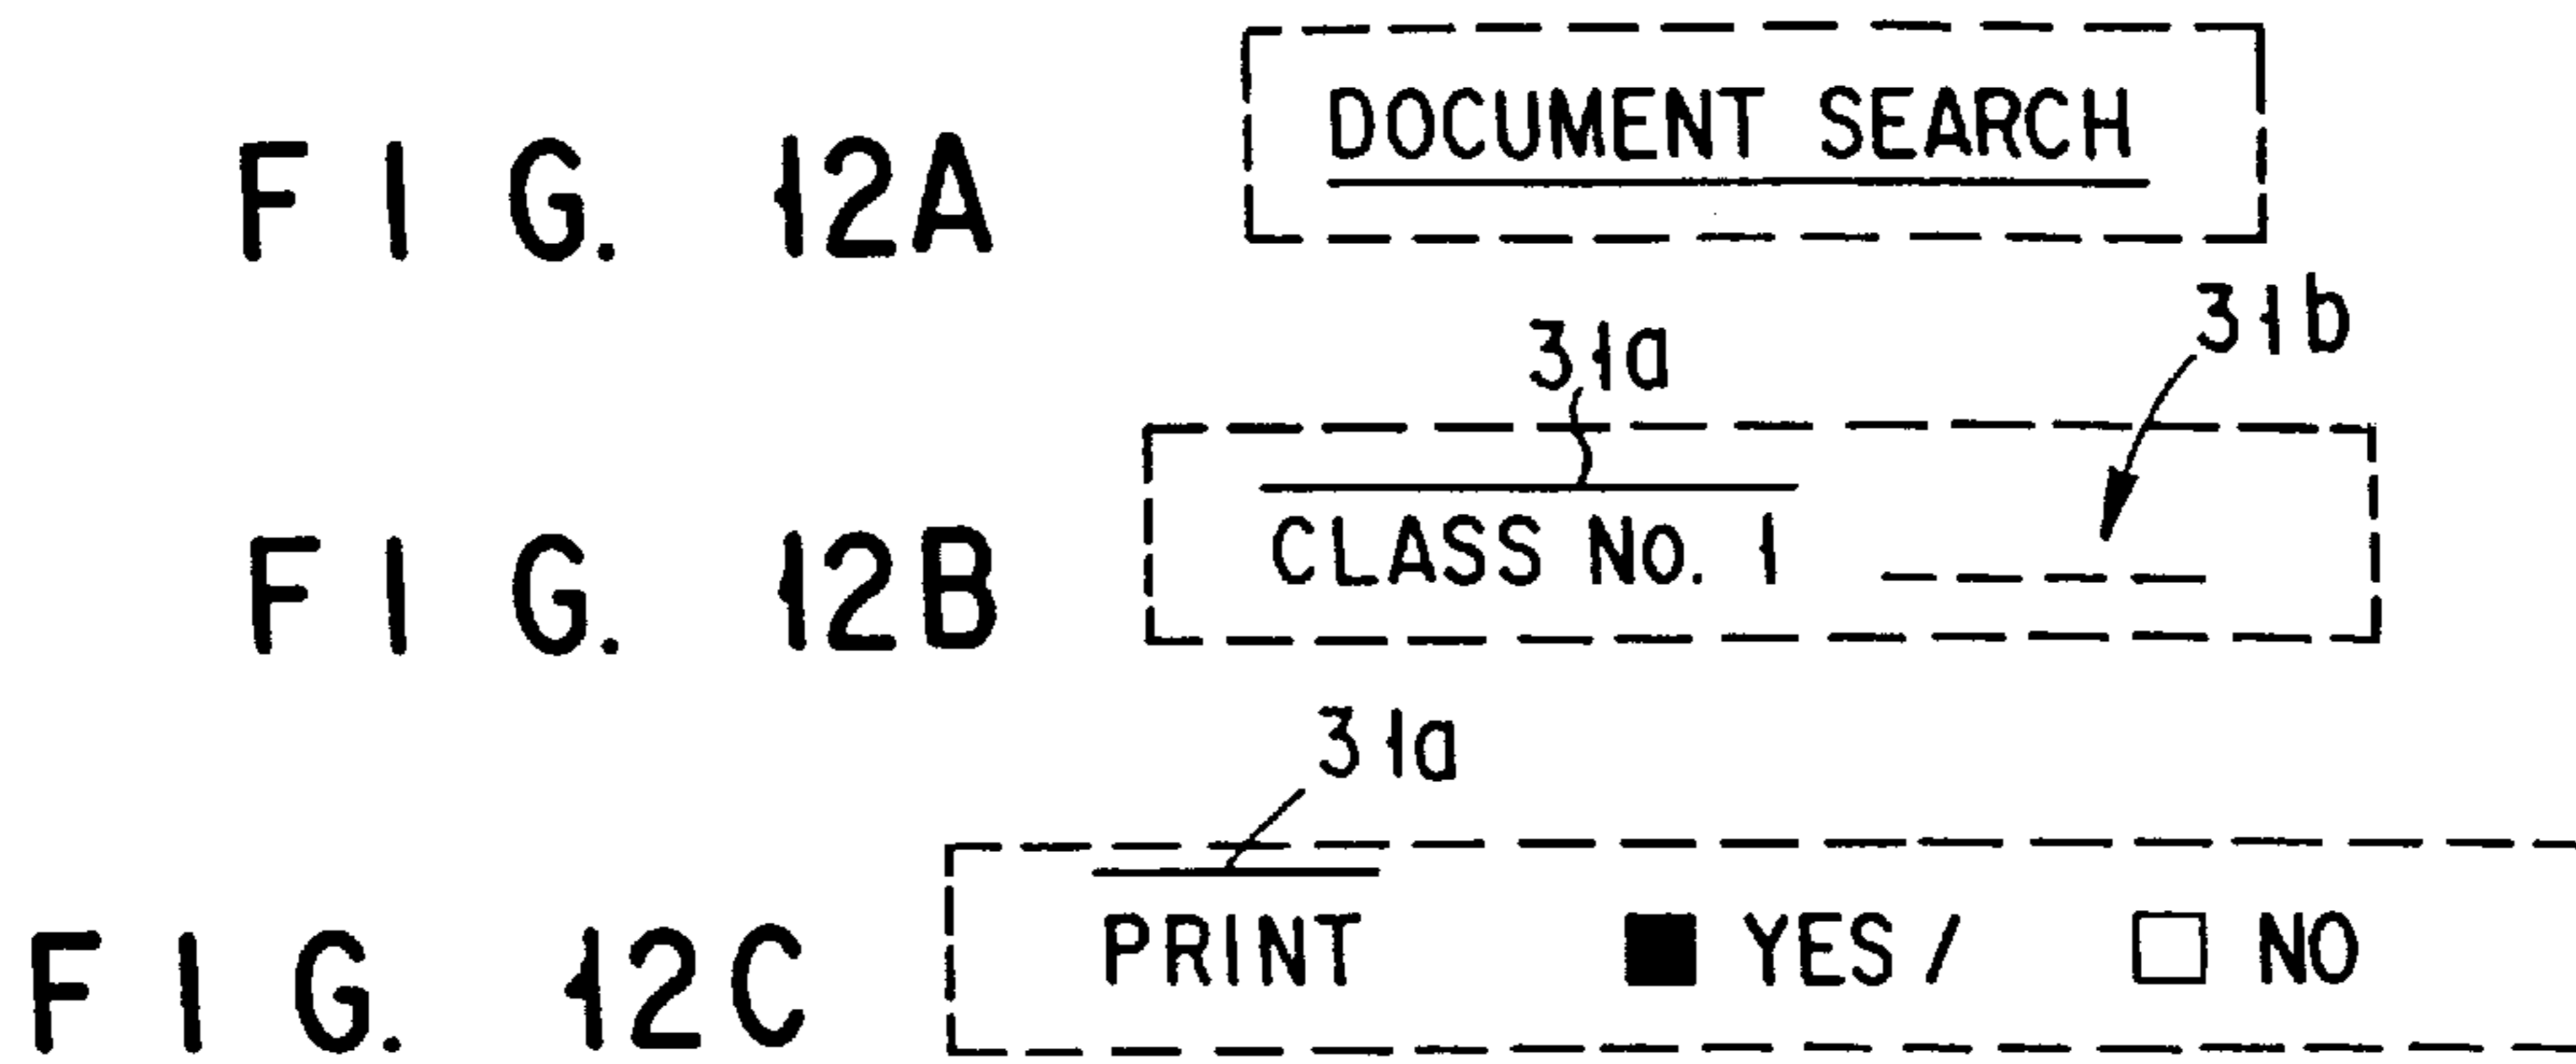 FIG. 12A DOCUMENT SEARCH
31a 31b
FIG. 12B CLASS No. 1 _ _ _ _
31a
FIG. 12C PRINT ■ YES / □ NO